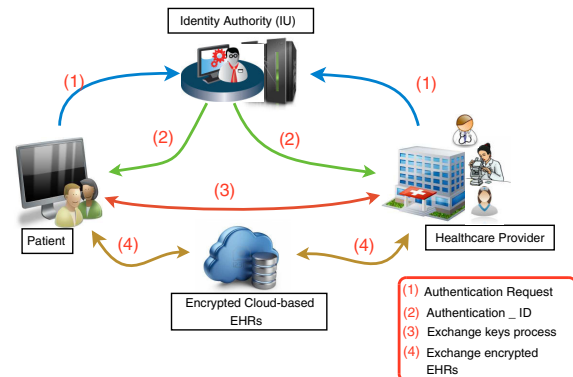 Identity Authority (IU)
(1)
(1)
(2)
(2)
(3)
Patient
Healthcare Provider
(4)
(4)
Encrypted Cloud-based
EHRs
(1) Authentication Request
(2) Authentication _ ID
(3) Exchange keys process
(4) Exchange encrypted
EHRs